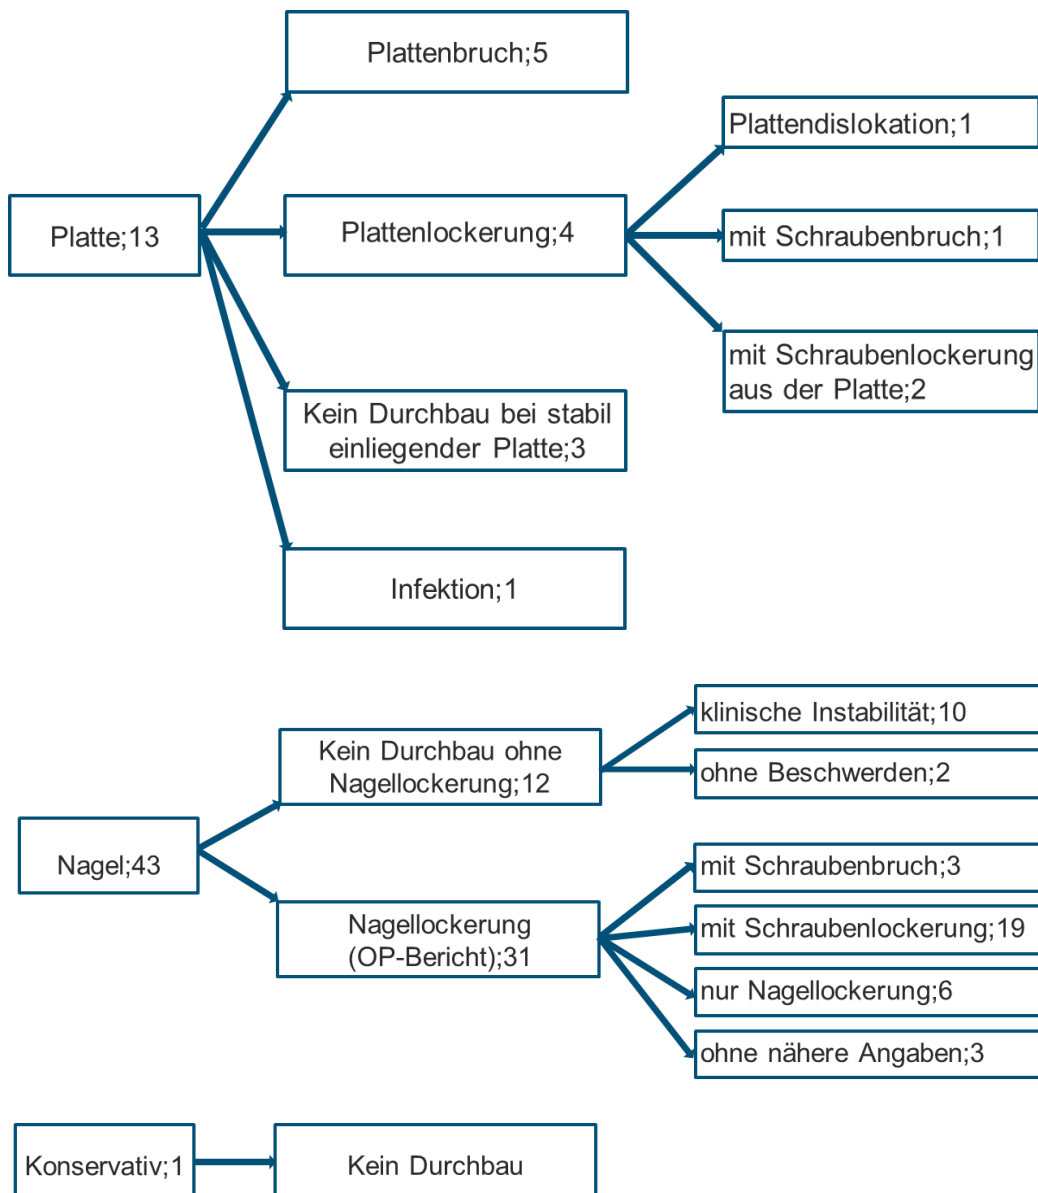 Plattenbruch;5
Plattendislokation;1
Platte;13
Plattenlockerung;4
mit Schraubenbruch;1
mit Schraubenlockerung
aus der Platte;2
Kein Durchbau bei stabil
einliegender Platte;3
Infektion;1
klinische Instabilität;10
Kein Durchbau ohne
Nagellockerung;12
ohne Beschwerden;2
Nagel;43
mit Schraubenbruch;3
Nagellockerung
(OP-Bericht);31
mit Schraubenlockerung;19
nur Nagellockerung;6
ohne nähere Angaben;3
Konservativ;1
Kein Durchbau